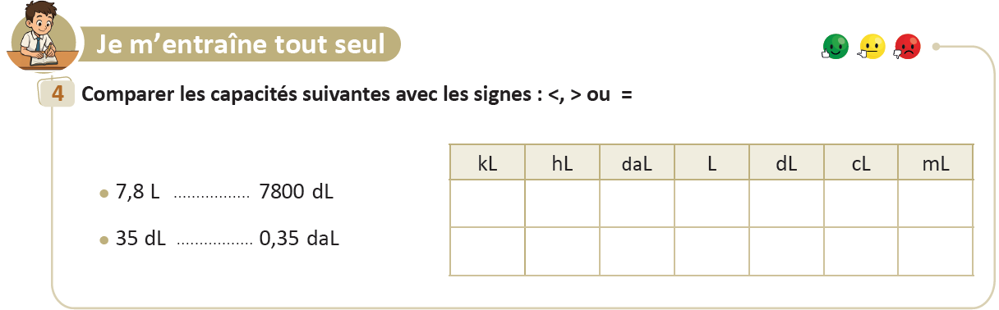 Je m’entraîne tout seul
4 Comparer les capacités suivantes avec les signes : <, > ou =
kL hL daL L dL cL mL
• 7,8 L ................. 7800 dL
• 35 dL ................. 0,35 daL